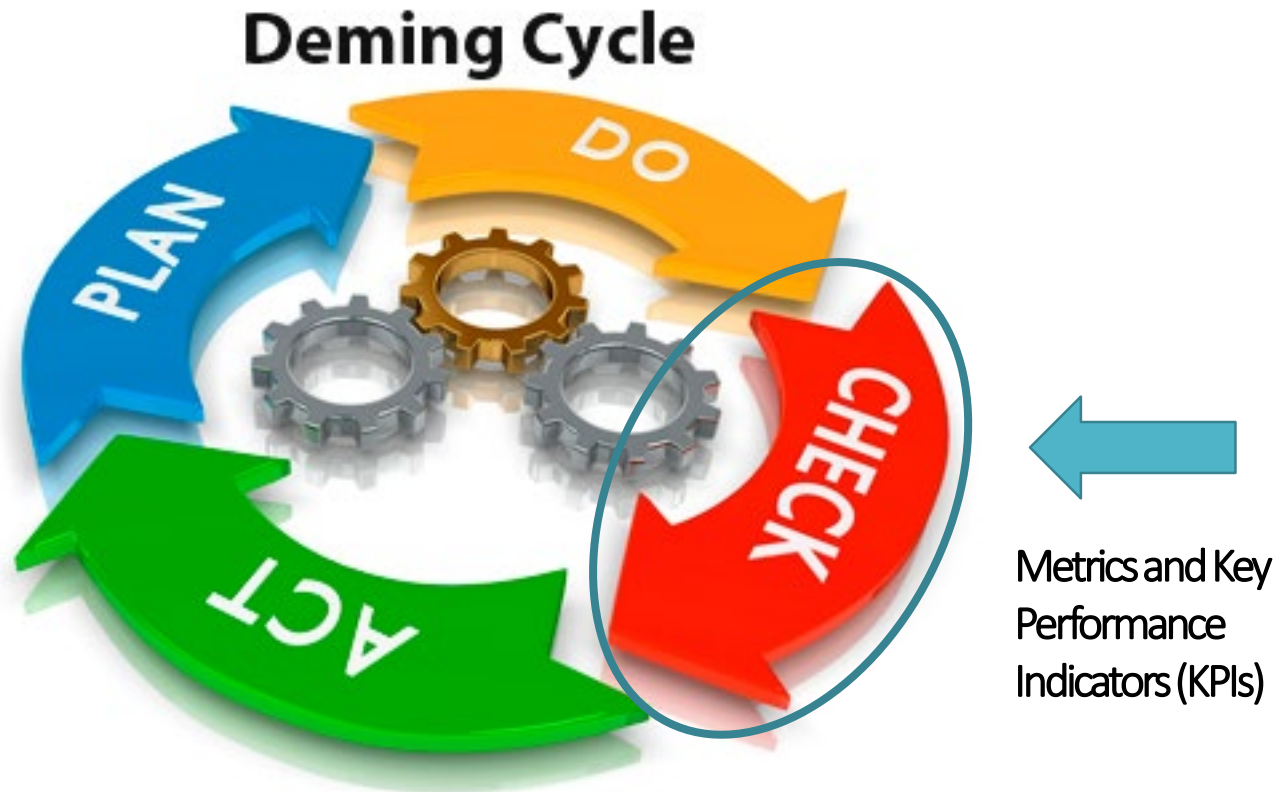 Deming Cycle
PLAN
DO
CHECK
ACT
Metrics and Key
Performance
Indicators (KPIs)